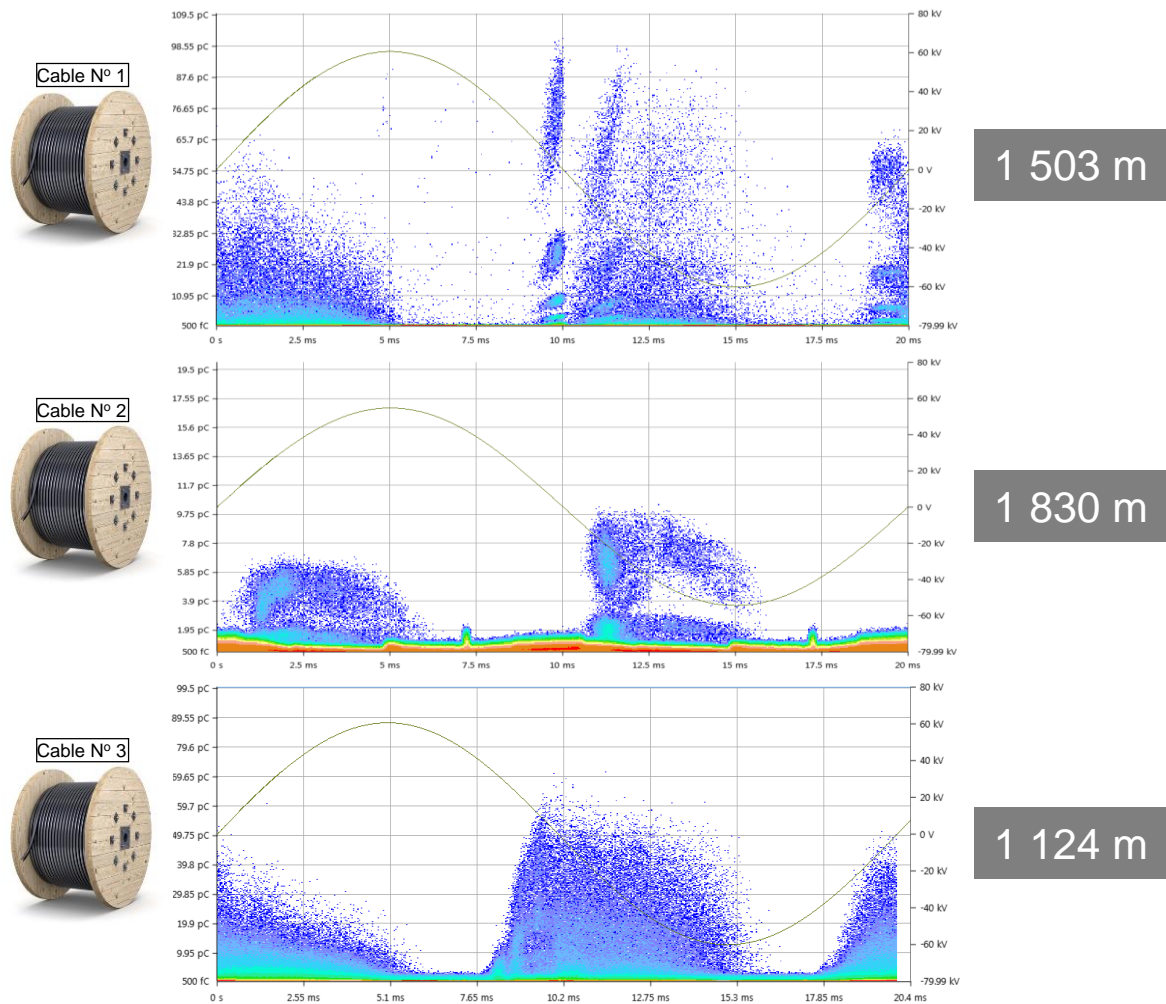 Cable Nº 1
109.5 pC
98.55 pC
87.6 pC
76.65 pC
65.7 pC
54.75 pC
43.8 pC
32.85 pC
21.9 pC
10.95 pC
500 fC
0 s
2.5 ms
5 ms
7.5 ms
10 ms
12.5 ms
15 ms
17.5 ms
20 ms
80 kV
60 kV
40 kV
20 kV
0 V
-20 kV
-40 kV
-60 kV
-79.99 kV
1 503 m
Cable Nº 2
19.5 pC
17.55 pC
15.6 pC
13.65 pC
11.7 pC
9.75 pC
7.8 pC
5.85 pC
3.9 pC
1.95 pC
500 fC
0 s
2.5 ms
5 ms
7.5 ms
10 ms
12.5 ms
15 ms
17.5 ms
20 ms
80 kV
60 kV
40 kV
20 kV
0 V
-20 kV
-40 kV
-60 kV
-79.99 kV
1 830 m
Cable Nº 3
99.5 pC
89.55 pC
79.6 pC
69.65 pC
59.7 pC
49.75 pC
39.8 pC
29.85 pC
19.9 pC
9.95 pC
500 fC
5.1 s
2.55 ms
5.1 ms
7.65 ms
10.2 ms
12.75 ms
15.3 ms
17.85 ms
20.4 ms
80 kV
60 kV
40 kV
20 kV
0 V
-20 kV
-40 kV
-60 kV
-79.99 kV
1 124 m